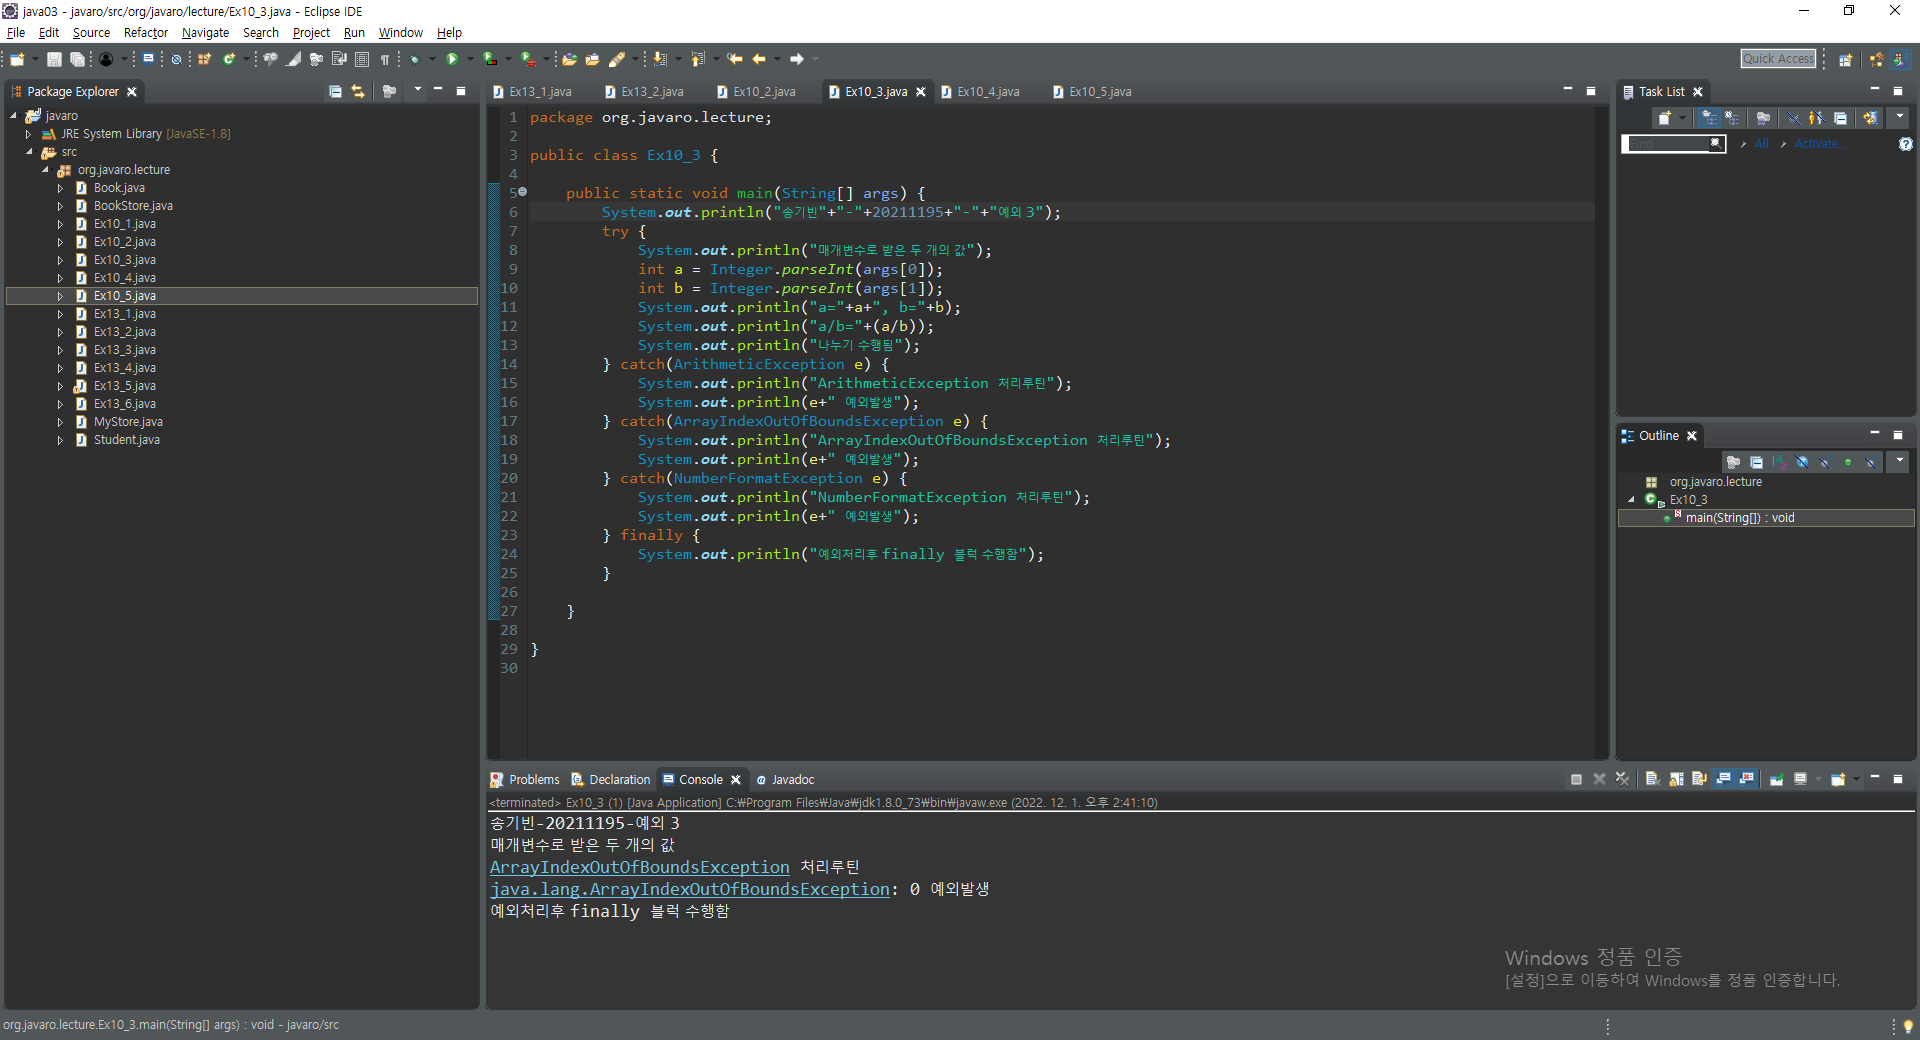 java03 - javaro/src/org/javaro/lecture/Ex10_3.java - Eclipse IDE
File Edit Source Refactor Navigate Search Project Run Window Help
Quick Access
Package Explorer
javaro
JRE System Library [JavaSE-1.8]
src
org.javaro.lecture
Book.java
BookStore.java
Ex10_1.java
Ex10_2.java
Ex10_3.java
Ex10_4.java
Ex10_5.java
Ex13_1.java
Ex13_2.java
Ex13_3.java
Ex13_4.java
Ex13_5.java
Ex13_6.java
MyStore.java
Student.java
Ex13_1.java Ex13_2.java Ex10_2.java Ex10_3.java Ex10_4.java Ex10_5.java
1 package org.javaro.lecture;
2
3 public class Ex10_3 {
4
5 public static void main(String[] args) {
6 System.out.println("송기빈"+"-"+20211195+"-"+"예외 3");
7 try {
8 System.out.println("매개변수로 받은 두 개의 값");
9 int a = Integer.parseInt(args[0]);
10 int b = Integer.parseInt(args[1]);
11 System.out.println("a="+a+", b="+b);
12 System.out.println("a/b="+(a/b));
13 System.out.println("나누기 수행됨");
14 } catch(ArithmeticException e) {
15 System.out.println("ArithmeticException 처리루틴");
16 System.out.println(e+" 예외발생");
17 } catch(ArrayIndexOutOfBoundsException e) {
18 System.out.println("ArrayIndexOutOfBoundsException 처리루틴");
19 System.out.println(e+" 예외발생");
20 } catch(NumberFormatException e) {
21 System.out.println("NumberFormatException 처리루틴");
22 System.out.println(e+" 예외발생");
23 } finally {
24 System.out.println("예외처리후 finally 블럭 수행함");
25 }
26
27 }
28
29 }
30
Task List
Find All Activate...
Outline
org.javaro.lecture
Ex10_3
main(String[]) : void
Problems Declaration Console Javadoc
<terminated> Ex10_3 (1) [Java Application] C:₩Program Files₩Java₩jdk1.8.0_73₩bin₩javaw.exe (2022. 12. 1. 오후 2:41:10)
송기빈-20211195-예외 3
매개변수로 받은 두 개의 값
ArrayIndexOutOfBoundsException 처리루틴
java.lang.ArrayIndexOutOfBoundsException: 0 예외발생
예외처리후 finally 블럭 수행함
Windows 정품 인증
[설정]으로 이동하여 Windows를 정품 인증합니다.
org.javaro.lecture.Ex10_3.main(String[] args) : void - javaro/src